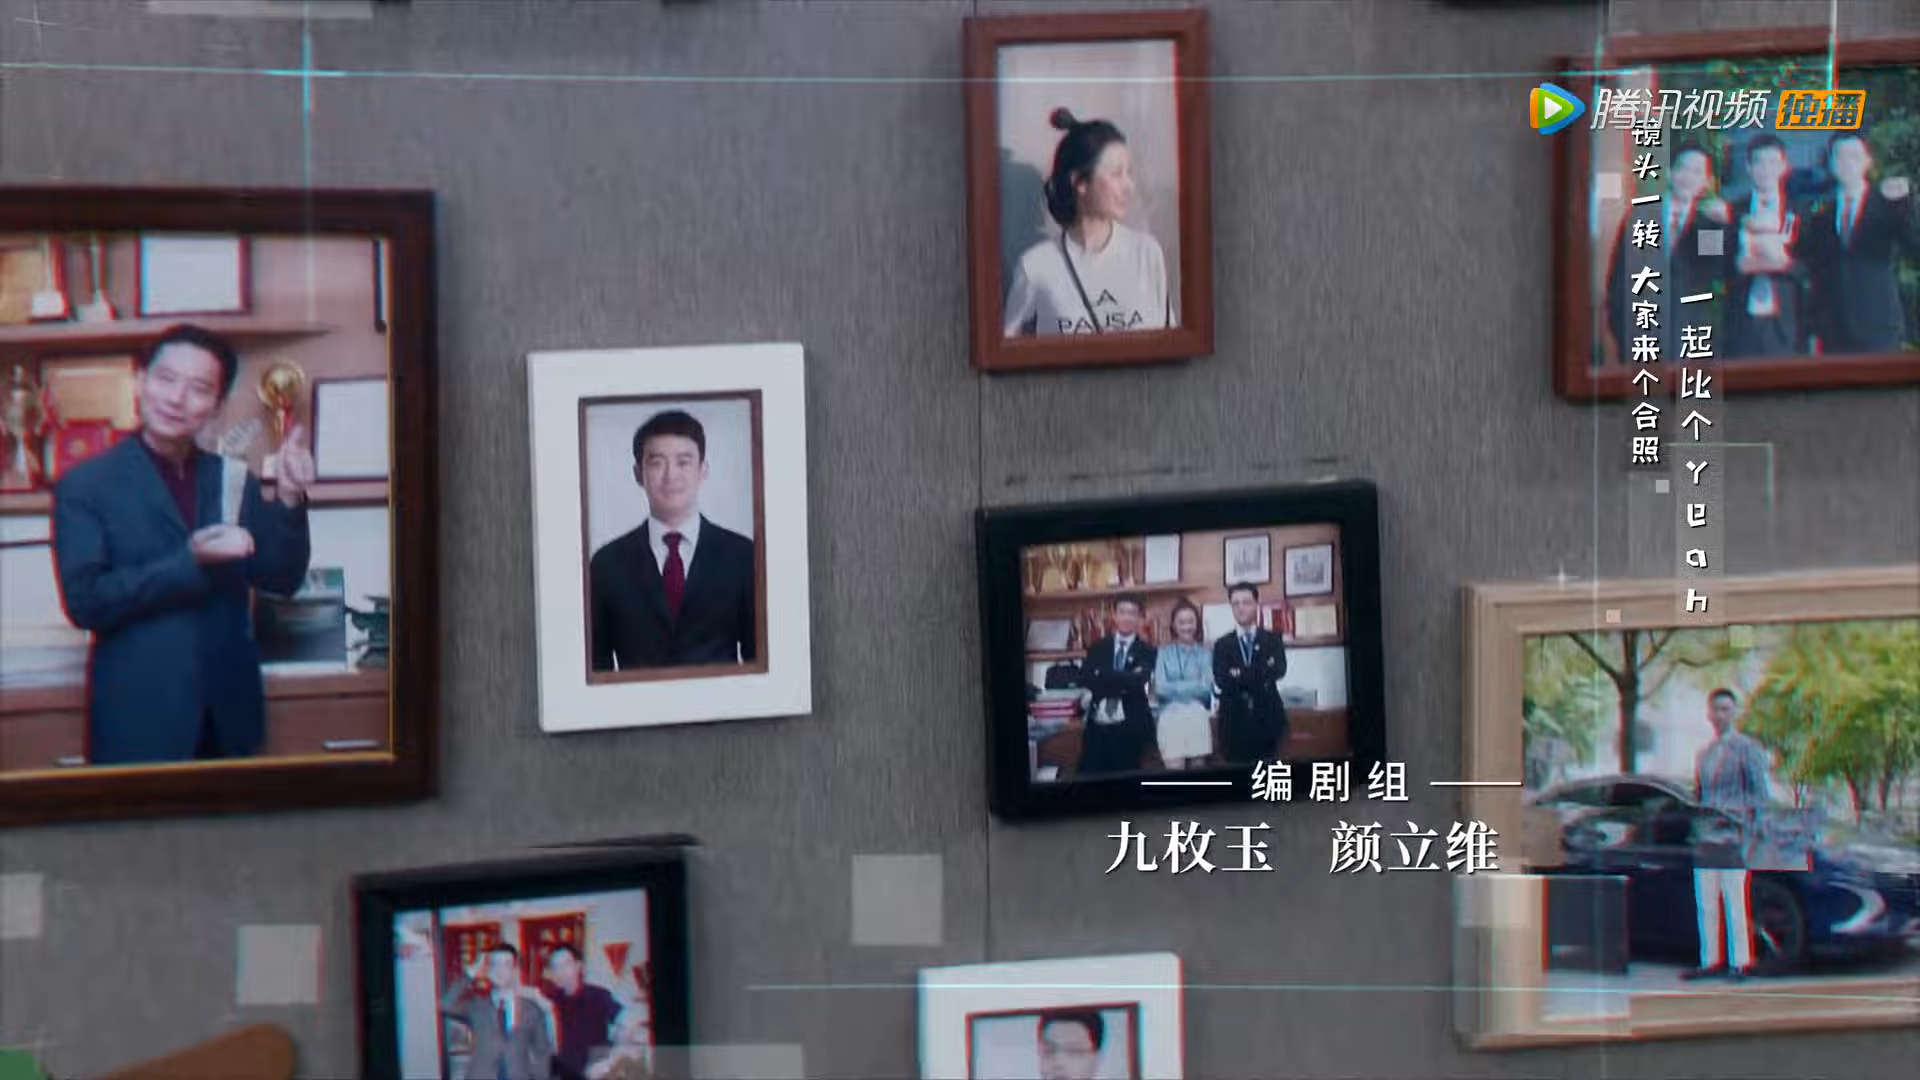 腾讯视频 独播
镜头一转 大家来个合照
一起比个Yeah
A
PAUSA
编剧组
九枚玉 颜立维